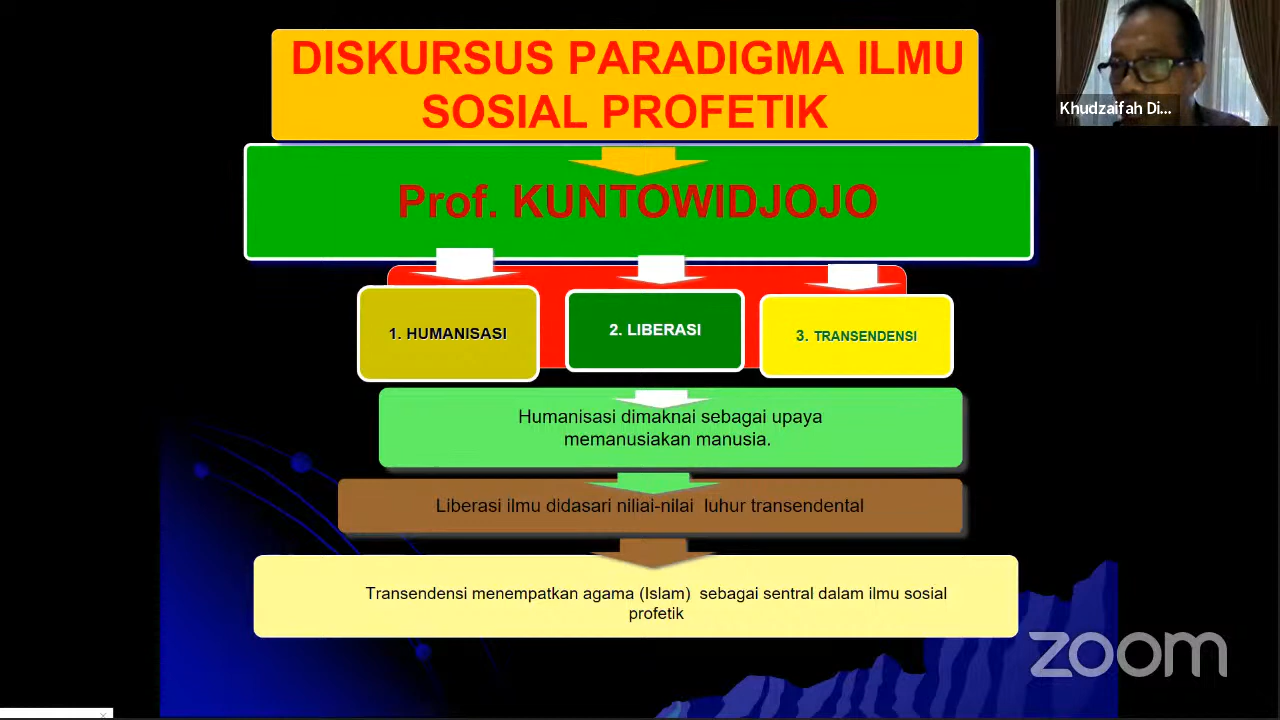 DISKURSUS PARADIGMA ILMU
SOSIAL PROFETIK
Khudzaifah Di...
Prof. KUNTOWIDJOJO
1. HUMANISASI
2. LIBERASI
3. TRANSENDENSI
Humanisasi dimaknai sebagai upaya
memanusiakan manusia.
Liberasi ilmu didasari niliai-nilai luhur transendental
Transendensi menempatkan agama (Islam) sebagai sentral dalam ilmu sosial
profetik
zoom